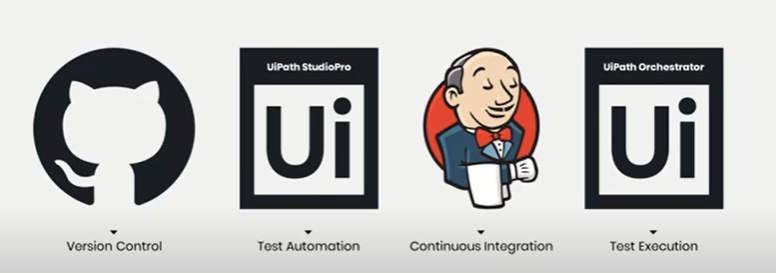 UiPath StudioPro
Ui
UiPath Orchestrator
Ui
Version Control
Test Automation
Continuous Integration
Test Execution